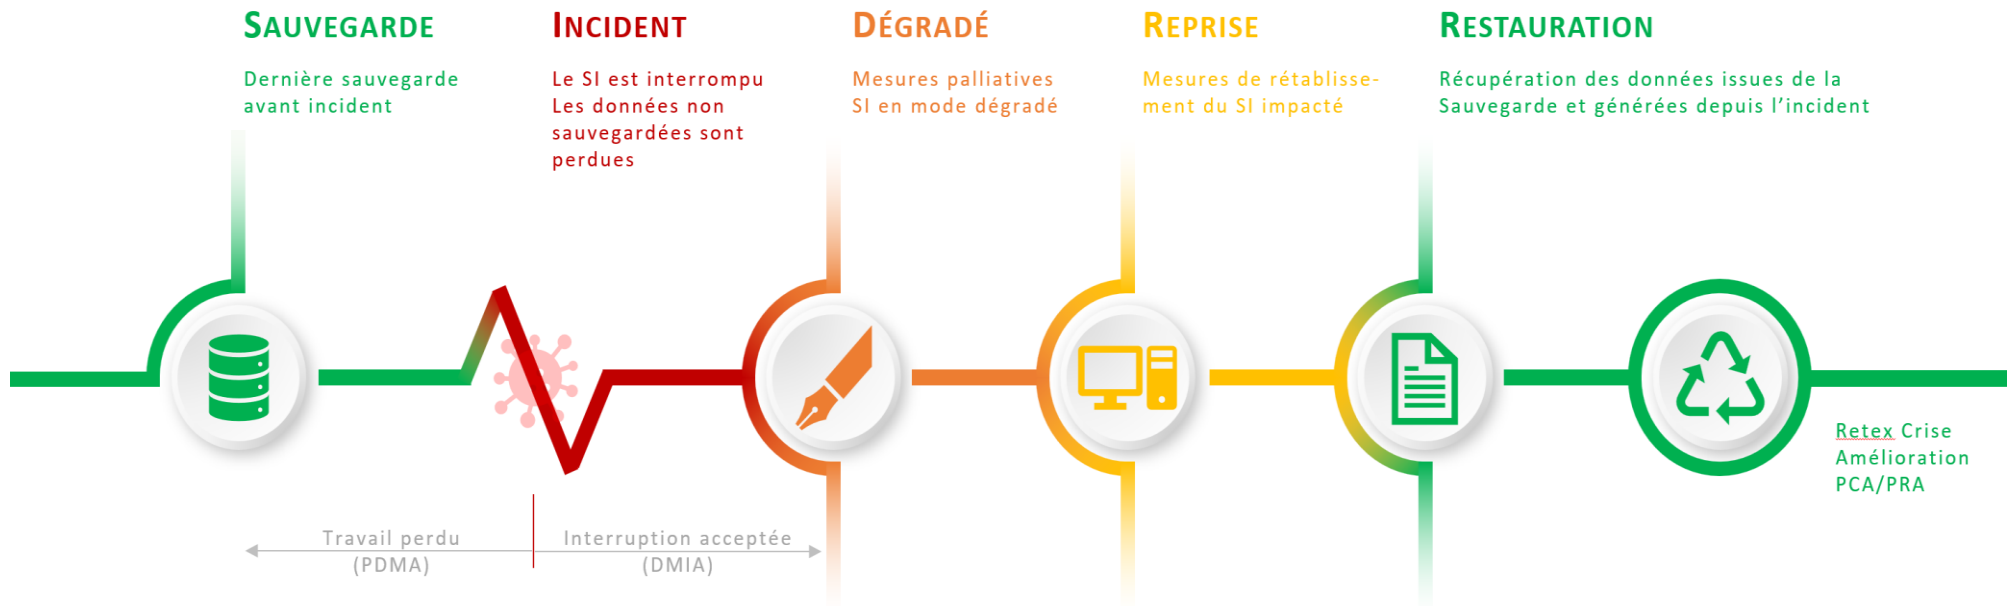 SAUVEGARDE
Dernière sauvegarde
avant incident
INCIDENT
Le SI est interrompu
Les données non
sauvegardées sont
perdues
DÉGRADÉ
Mesures palliatives
SI en mode dégradé
REPRISE
Mesures de rétablisse-
ment du SI impacté
RESTAURATION
Récupération des données issues de la
Sauvegarde et générées depuis l’incident
Retex Crise
Amélioration
PCA/PRA
Travail perdu
(PDMA)
Interruption acceptée
(DMIA)